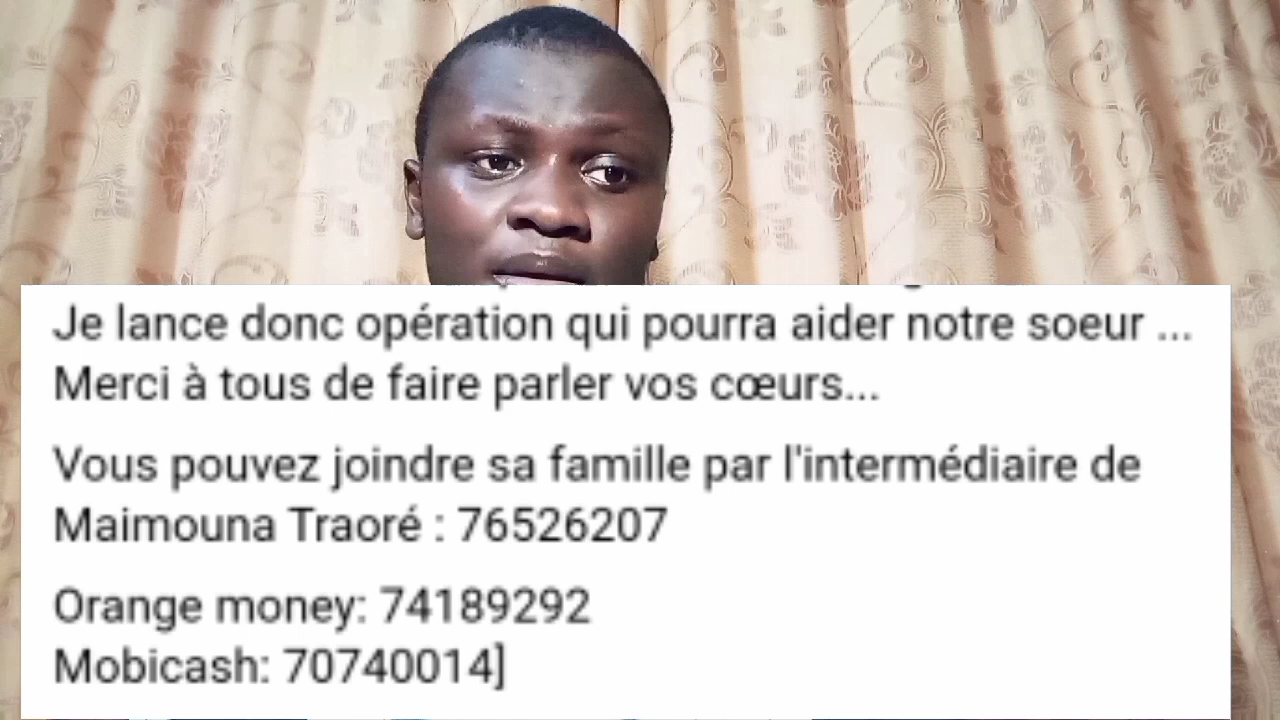 Je lance donc opération qui pourra aider notre soeur ...
Merci à tous de faire parler vos cœurs...
Vous pouvez joindre sa famille par l'intermédiaire de
Maimouna Traoré : 76526207
Orange money: 74189292
Mobicash: 70740014]